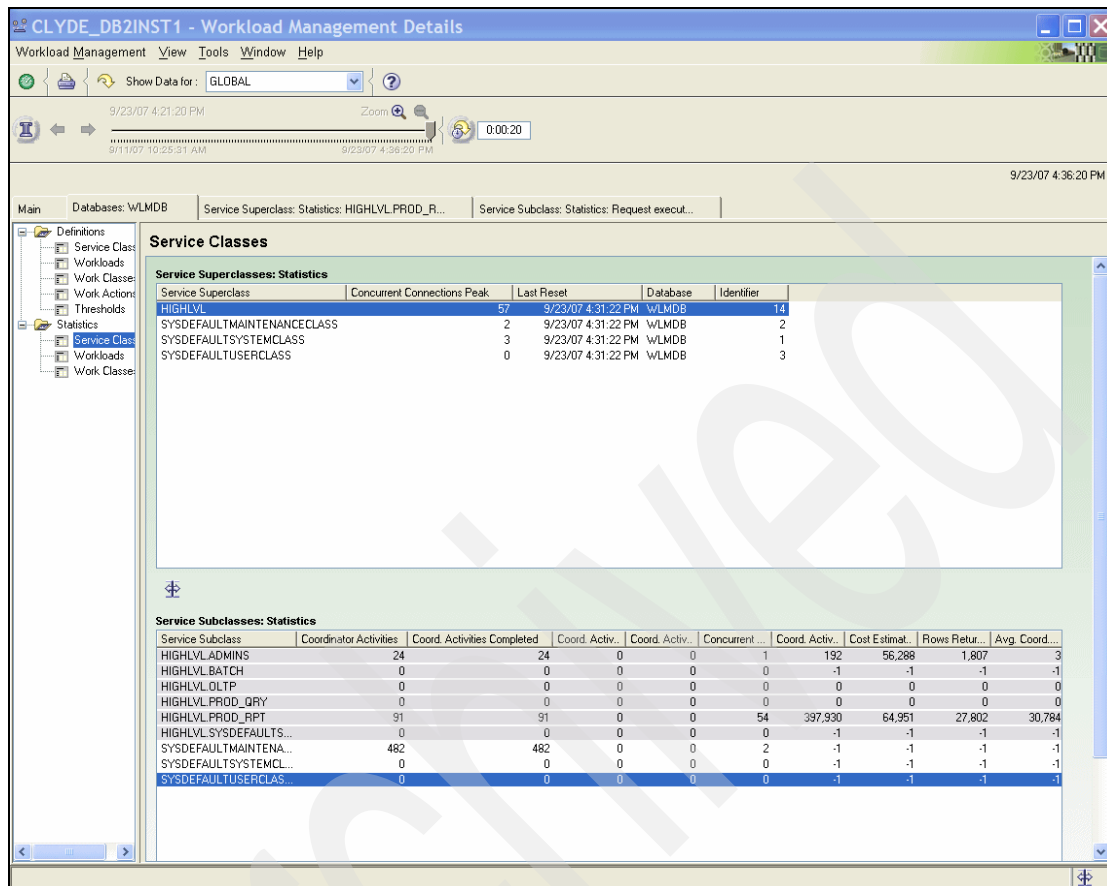 CLYDE_DB2INST1 - Workload Management Details
Workload Management View Tools Window Help
Show Data for : GLOBAL
9/23/07 4:21:20 PM Zoom
0:00:20
9/11/07 10:25:31 AM 9/23/07 4:36:20 PM
9/23/07 4:36:20 PM
Main Databases: WLMDB Service Superclass: Statistics: HIGHLVL.PROD_R... Service Subclass: Statistics: Request execut...
Definitions
Service Clas
Workloads
Work Classe
Work Actions
Thresholds
Statistics
Service Clas
Workloads
Work Classe
Service Classes
Service Superclasses: Statistics
Service Superclass Concurrent Connections Peak Last Reset Database Identifier
HIGHLVL 57 9/23/07 4:31:22 PM WLMDB 14
SYSDEFAULTMAINTENANCECLASS 2 9/23/07 4:31:22 PM WLMDB 2
SYSDEFAULTSYSTEMCLASS 3 9/23/07 4:31:22 PM WLMDB 1
SYSDEFAULTUSERCLASS 0 9/23/07 4:31:22 PM WLMDB 3
Service Subclasses: Statistics
Service Subclass Coordinator Activities Coord. Activities Completed Coord. Activ.. Coord. Activ.. Concurrent ... Coord. Activ.. Cost Estimat.. Rows Retur... Avg. Coord....
HIGHLVL.ADMINS 24 24 0 0 1 192 56,288 1,807 3
HIGHLVL.BATCH 0 0 0 0 0 -1 -1 -1 -1
HIGHLVL.OLTP 0 0 0 0 0 0 0 0 0
HIGHLVL.PROD_QRY 0 0 0 0 0 0 0 0 0
HIGHLVL.PROD_RPT 91 91 0 0 54 397,930 64,951 27,802 30,784
HIGHLVL.SYSDEFAULTS... 0 0 0 0 0 -1 -1 -1 -1
SYSDEFAULTMAINTENA... 482 482 0 0 2 -1 -1 -1 -1
SYSDEFAULTSYSTEMCL... 0 0 0 0 0 -1 -1 -1 -1
SYSDEFAULTUSERCLAS... 0 0 0 0 0 -1 -1 -1 -1